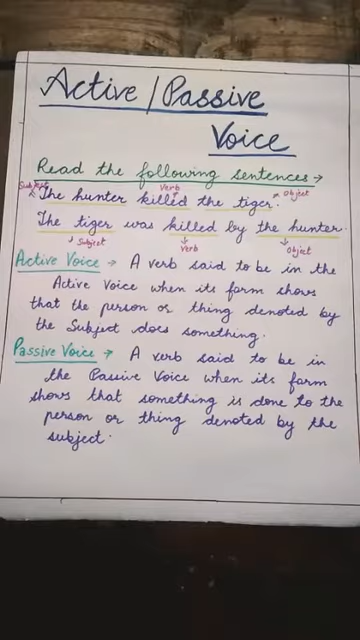 Active / Passive
Voice
Read the following sentences →
Subject Verb Object
The hunter killed the tiger.
The tiger was killed by the hunter.
Subject Verb Object
Active Voice → A verb said to be in the
Active Voice when its form shows
that the person or thing denoted by
the Subject does something.
Passive Voice → A verb said to be in
the Passive Voice when its form
shows that something is done to the
person or thing denoted by the
subject.